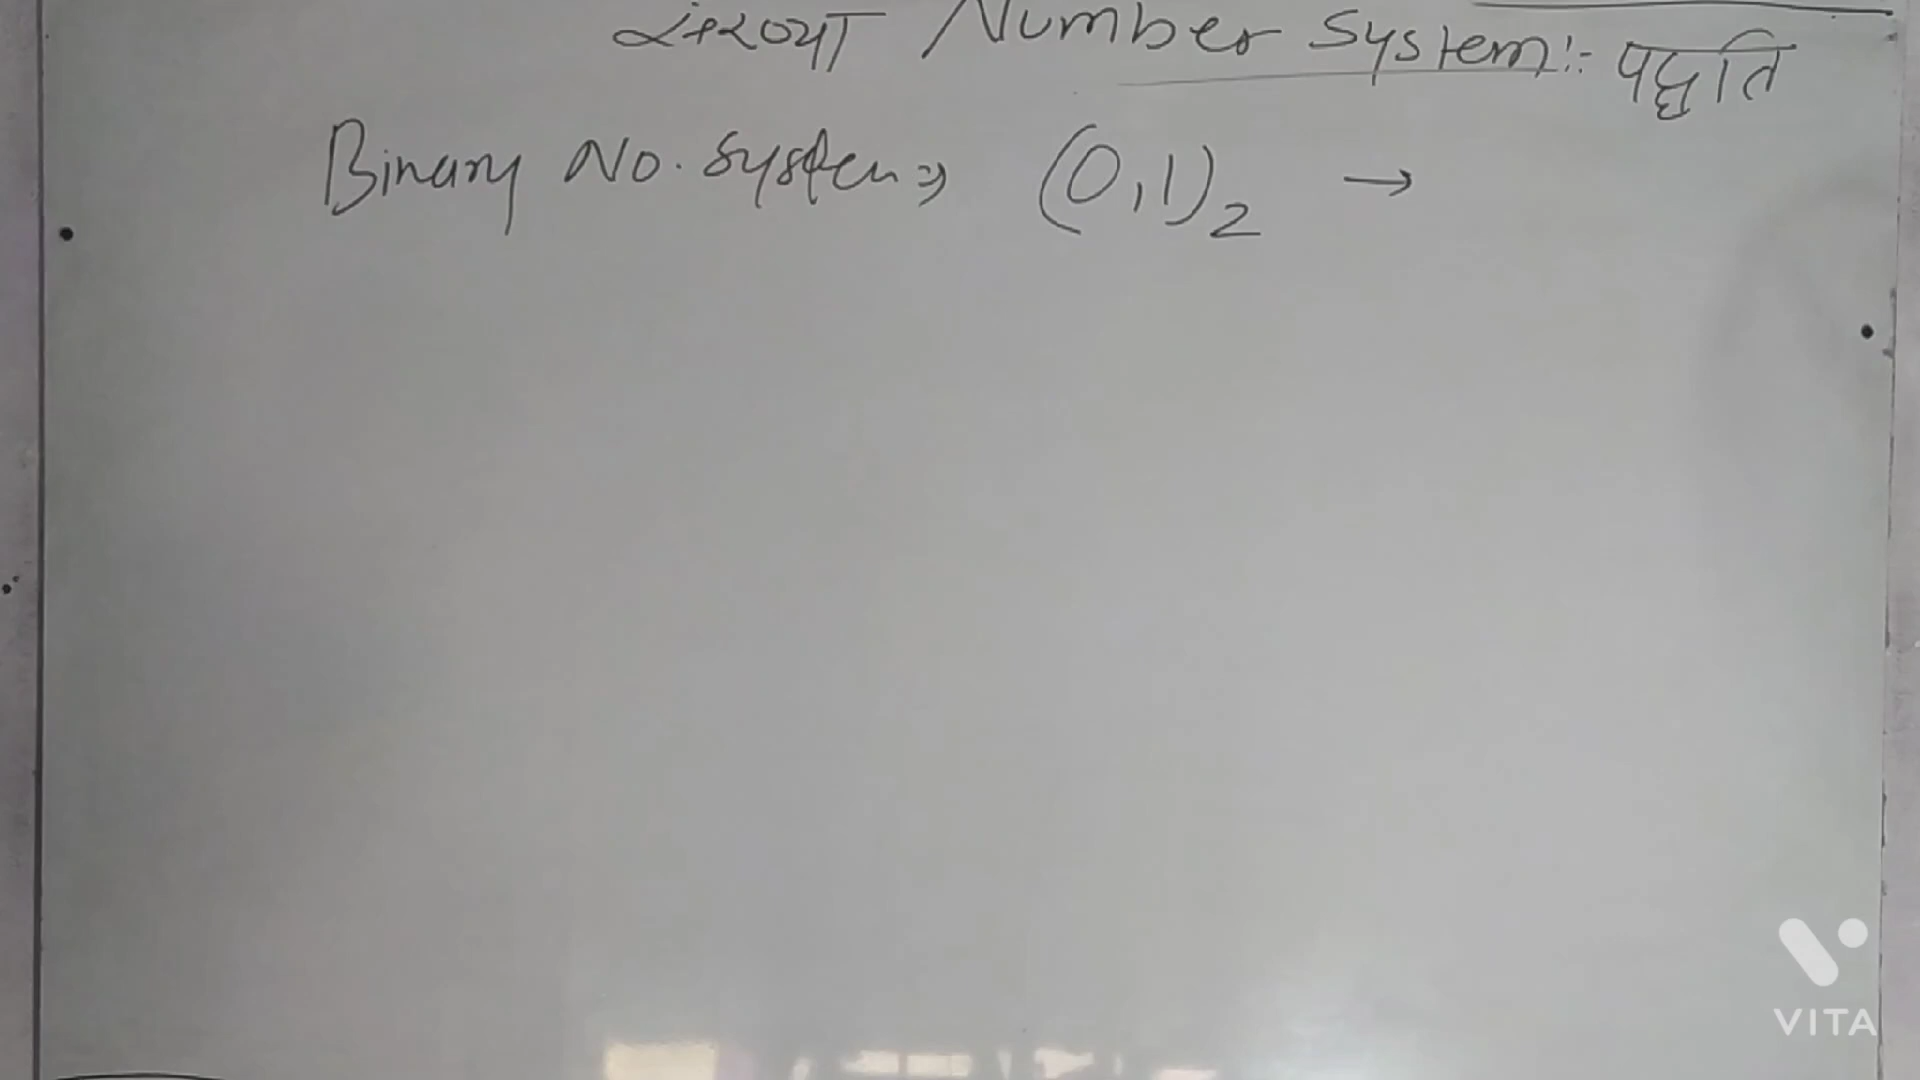 संख्या Number System:- पद्धति
Binary No. System ⇒ (0,1)₂ →
VITA